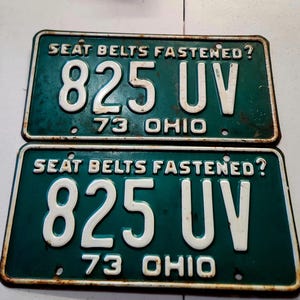 SEAT BELTS FASTENED?
825 UV
73 OHIO
SEAT BELTS FASTENED?
825 UV
73 OHIO